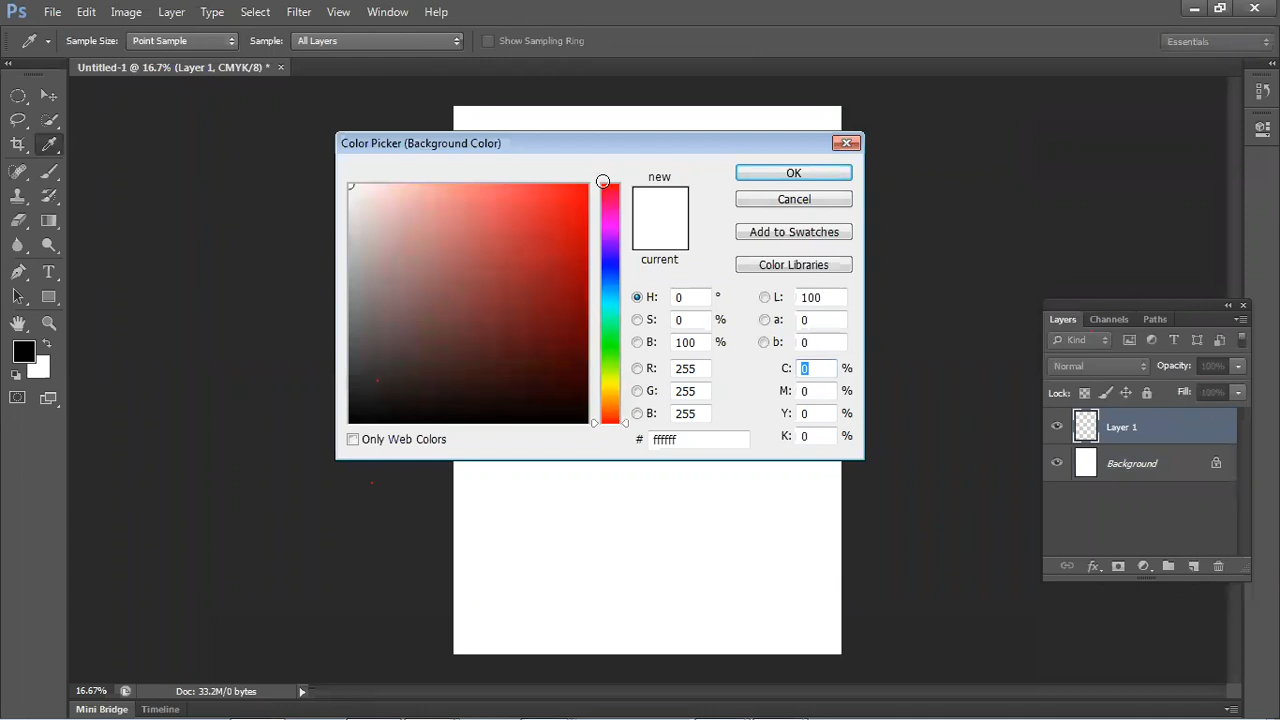 Ps File Edit Image Layer Type Select Filter View Window Help
Sample Size: Point Sample Sample: All Layers Show Sampling Ring Essentials
Untitled-1 @ 16.7% (Layer 1, CMYK/8) *
Color Picker (Background Color)
new
current
OK
Cancel
Add to Swatches
Color Libraries
H: 0 °
S: 0 %
B: 100 %
R: 255
G: 255
B: 255
# ffffff
L: 100
a: 0
b: 0
C: 0 %
M: 0 %
Y: 0 %
K: 0 %
Only Web Colors
Layers Channels Paths
Kind
Normal Opacity: 100%
Lock: Fill: 100%
Layer 1
Background
fx
16.67% Doc: 33.2M/0 bytes
Mini Bridge Timeline